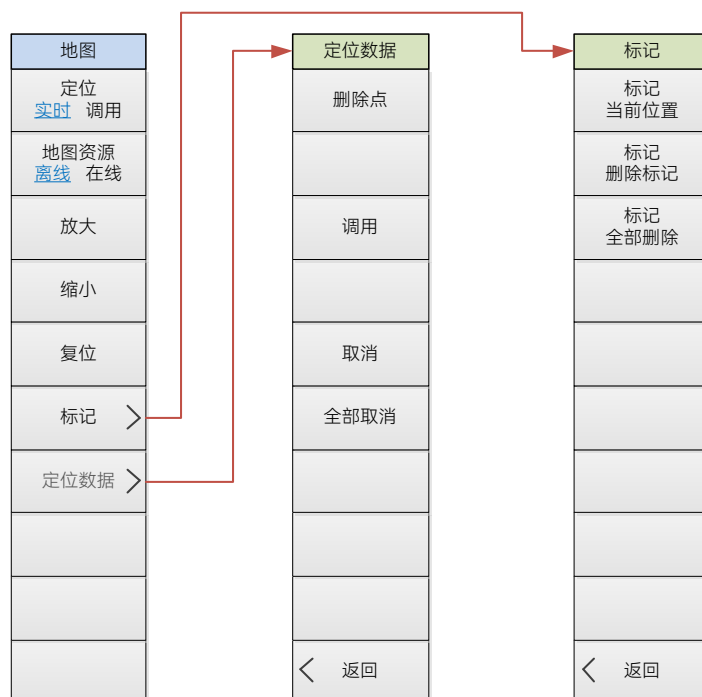 地图
定位
实时 调用
地图资源
离线 在线
放大
缩小
复位
标记
定位数据
定位数据
删除点
调用
取消
全部取消
返回
标记
标记
当前位置
标记
删除标记
标记
全部删除
返回